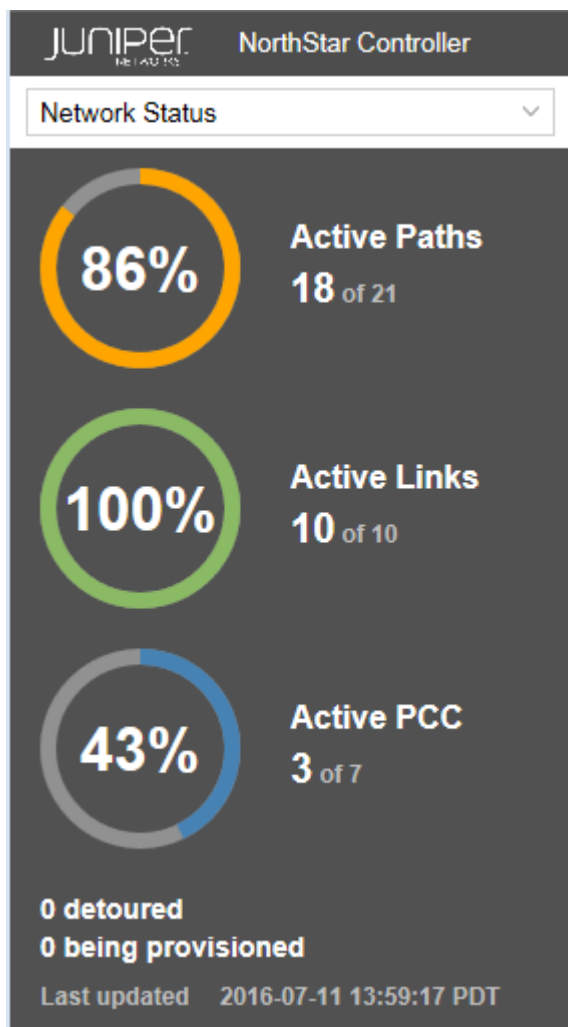 JUNIPER
NETWORKS
NorthStar Controller
Network Status
86%
Active Paths
18 of 21
100%
Active Links
10 of 10
43%
Active PCC
3 of 7
0 detoured
0 being provisioned
Last updated 2016-07-11 13:59:17 PDT